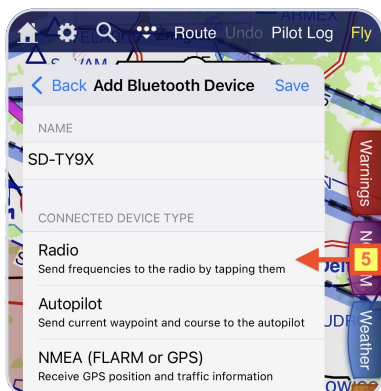 ARMEX
Route Undo Pilot Log Fly
Back Add Bluetooth Device Save
NAME
SD-TY9X
Warnings
CONNECTED DEVICE TYPE
Radio
Send frequencies to the radio by tapping them
5
M
Autopilot
Send current waypoint and course to the autopilot
Weather
NMEA (FLARM or GPS)
Receive GPS position and traffic information